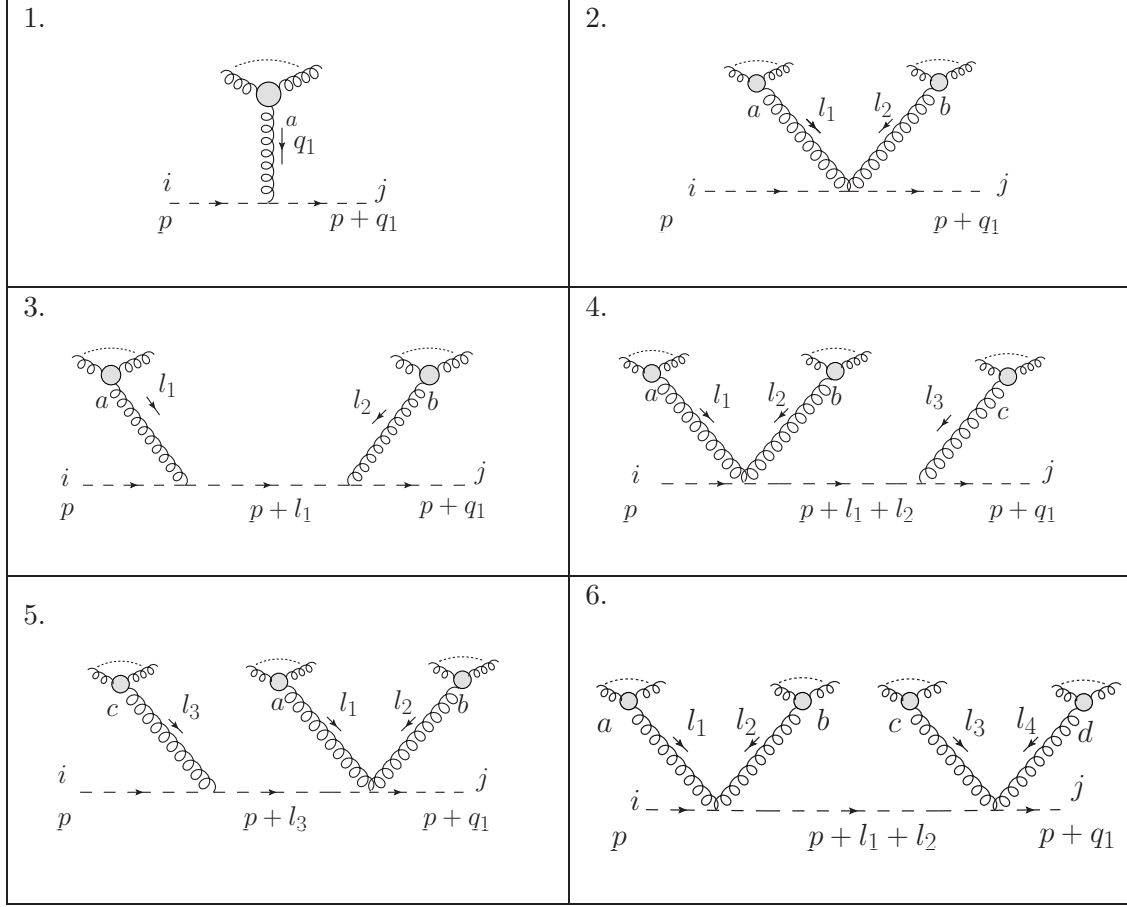 1.
a
q₁
i
j
p
p + q₁
2.
a
b
l₁
l₂
i
j
p
p + q₁
3.
l₁
a
l₂
b
i
j
p
p + l₁
p + q₁
4.
a
l₁
l₂
b
l₃
c
i
j
p
p + l₁ + l₂
p + q₁
5.
c
l₃
a
l₁
l₂
b
i
j
p
p + l₃
p + q₁
6.
a
l₁
l₂
b
c
l₃
l₄
d
i
j
p
p + l₁ + l₂
p + q₁